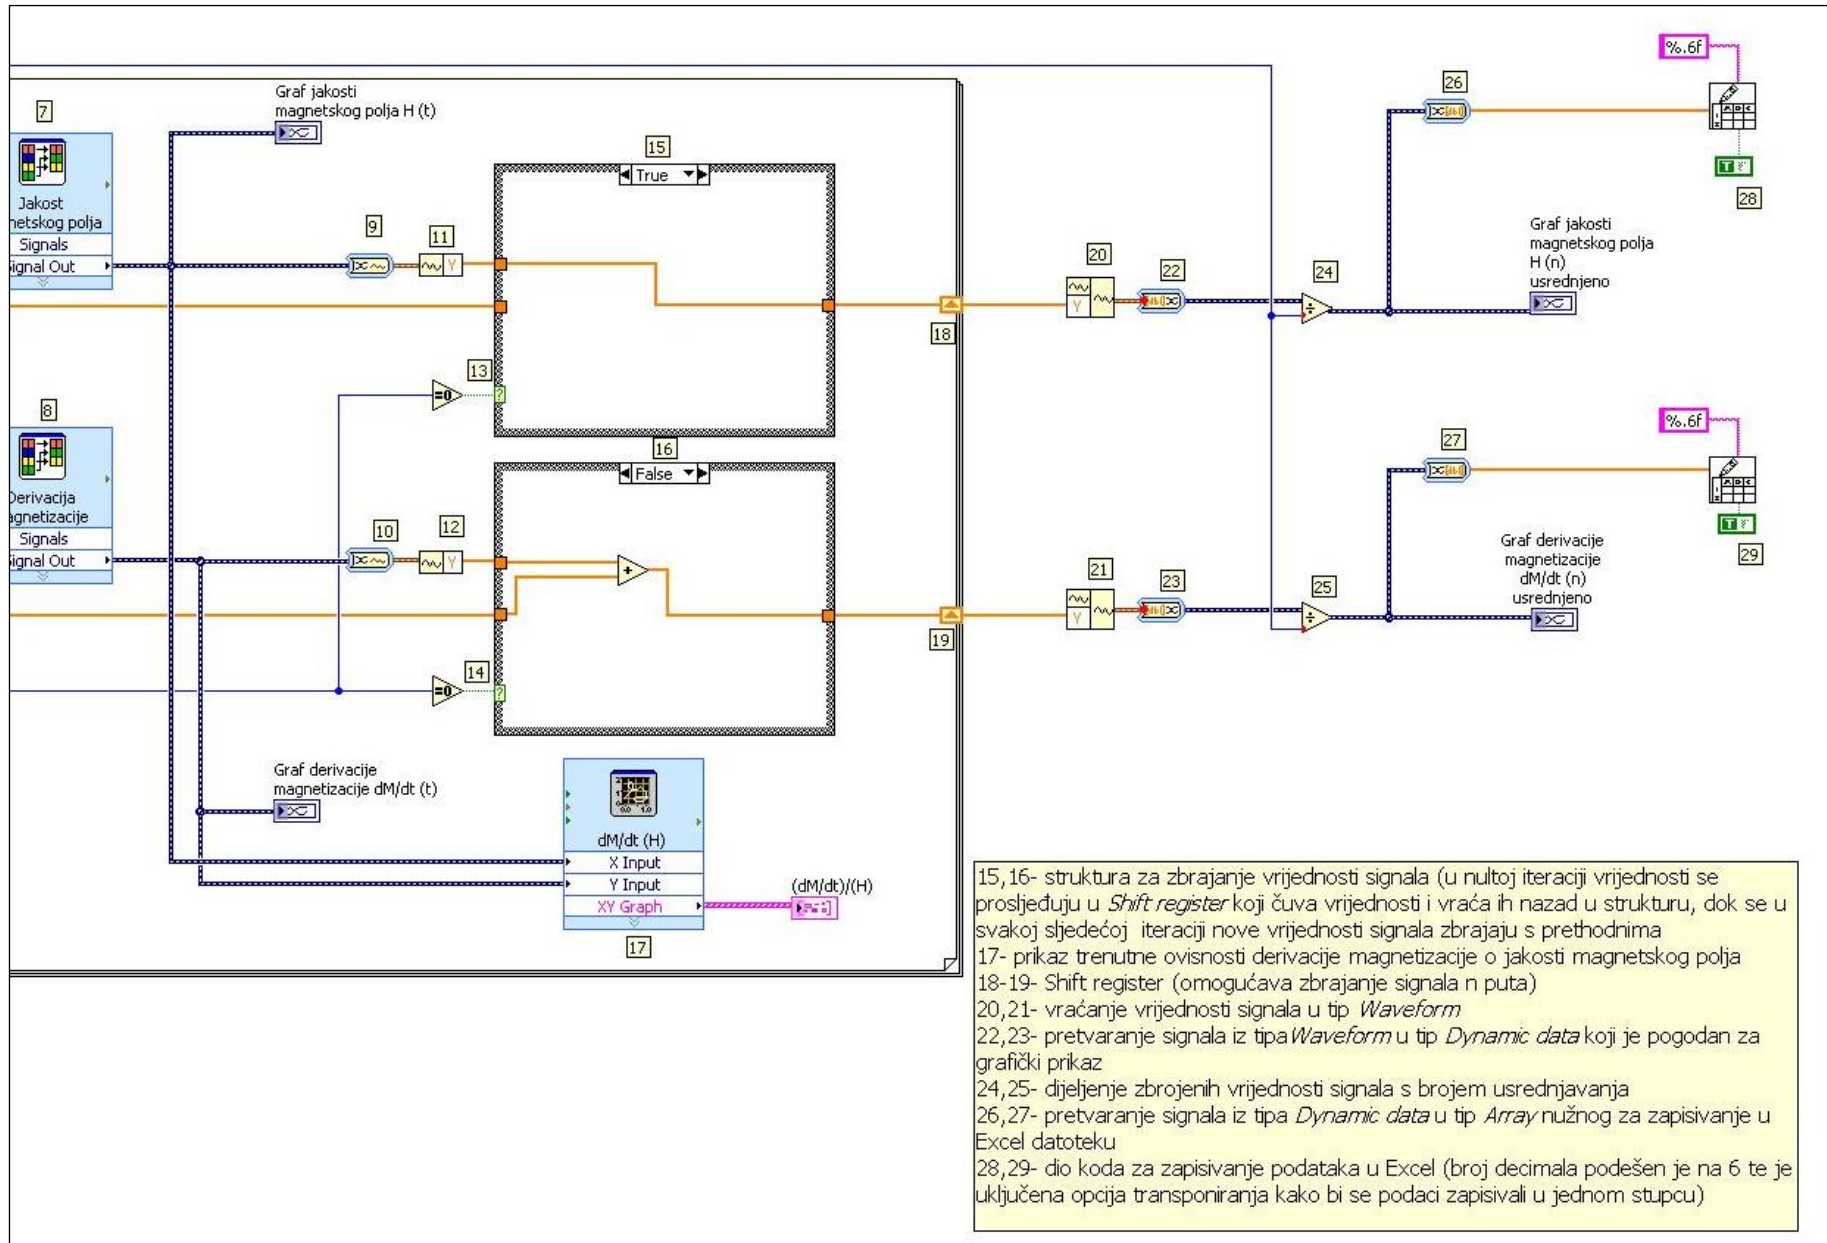 %.6f
26
Graf jakosti
magnetskog polja H (t)
7
15
True
Jakost
netskog polja
Signals
ignal Out
28
9
11
Graf jakosti
magnetskog polja
H (n)
usrednjeno
20
22
24
Y
Y
18
13
=0
?
8
16
False
%.6f
27
Derivacija
agnetizacije
Signals
ignal Out
10
12
Y
+
29
Graf derivacije
magnetizacije
dM/dt (n)
usrednjeno
21
23
25
Y
19
14
=0
?
Graf derivacije
magnetizacije dM/dt (t)
dM/dt (H)
X Input
Y Input
XY Graph
(dM/dt)/(H)
17
15,16- struktura za zbrajanje vrijednosti signala (u nultoj iteraciji vrijednosti se
prosljeđuju u Shift register koji čuva vrijednosti i vraća ih nazad u strukturu, dok se u
svakoj sljedećoj iteraciji nove vrijednosti signala zbrajaju s prethodnima
17- prikaz trenutne ovisnosti derivacije magnetizacije o jakosti magnetskog polja
18-19- Shift register (omogućava zbrajanje signala n puta)
20,21- vraćanje vrijednosti signala u tip Waveform
22,23- pretvaranje signala iz tipa Waveform u tip Dynamic data koji je pogodan za
grafički prikaz
24,25- dijeljenje zbrojenih vrijednosti signala s brojem usrednjavanja
26,27- pretvaranje signala iz tipa Dynamic data u tip Array nužnog za zapisivanje u
Excel datoteku
28,29- dio koda za zapisivanje podataka u Excel (broj decimala podešen je na 6 te je
uključena opcija transponiranja kako bi se podaci zapisivali u jednom stupcu)